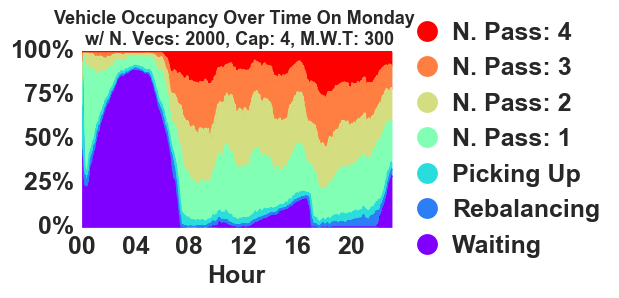 Vehicle Occupancy Over Time On Monday
w/ N. Vecs: 2000, Cap: 4, M.W.T: 300
100%
75%
50%
25%
0%
00 04 08 12 16 20
Hour
N. Pass: 4
N. Pass: 3
N. Pass: 2
N. Pass: 1
Picking Up
Rebalancing
Waiting